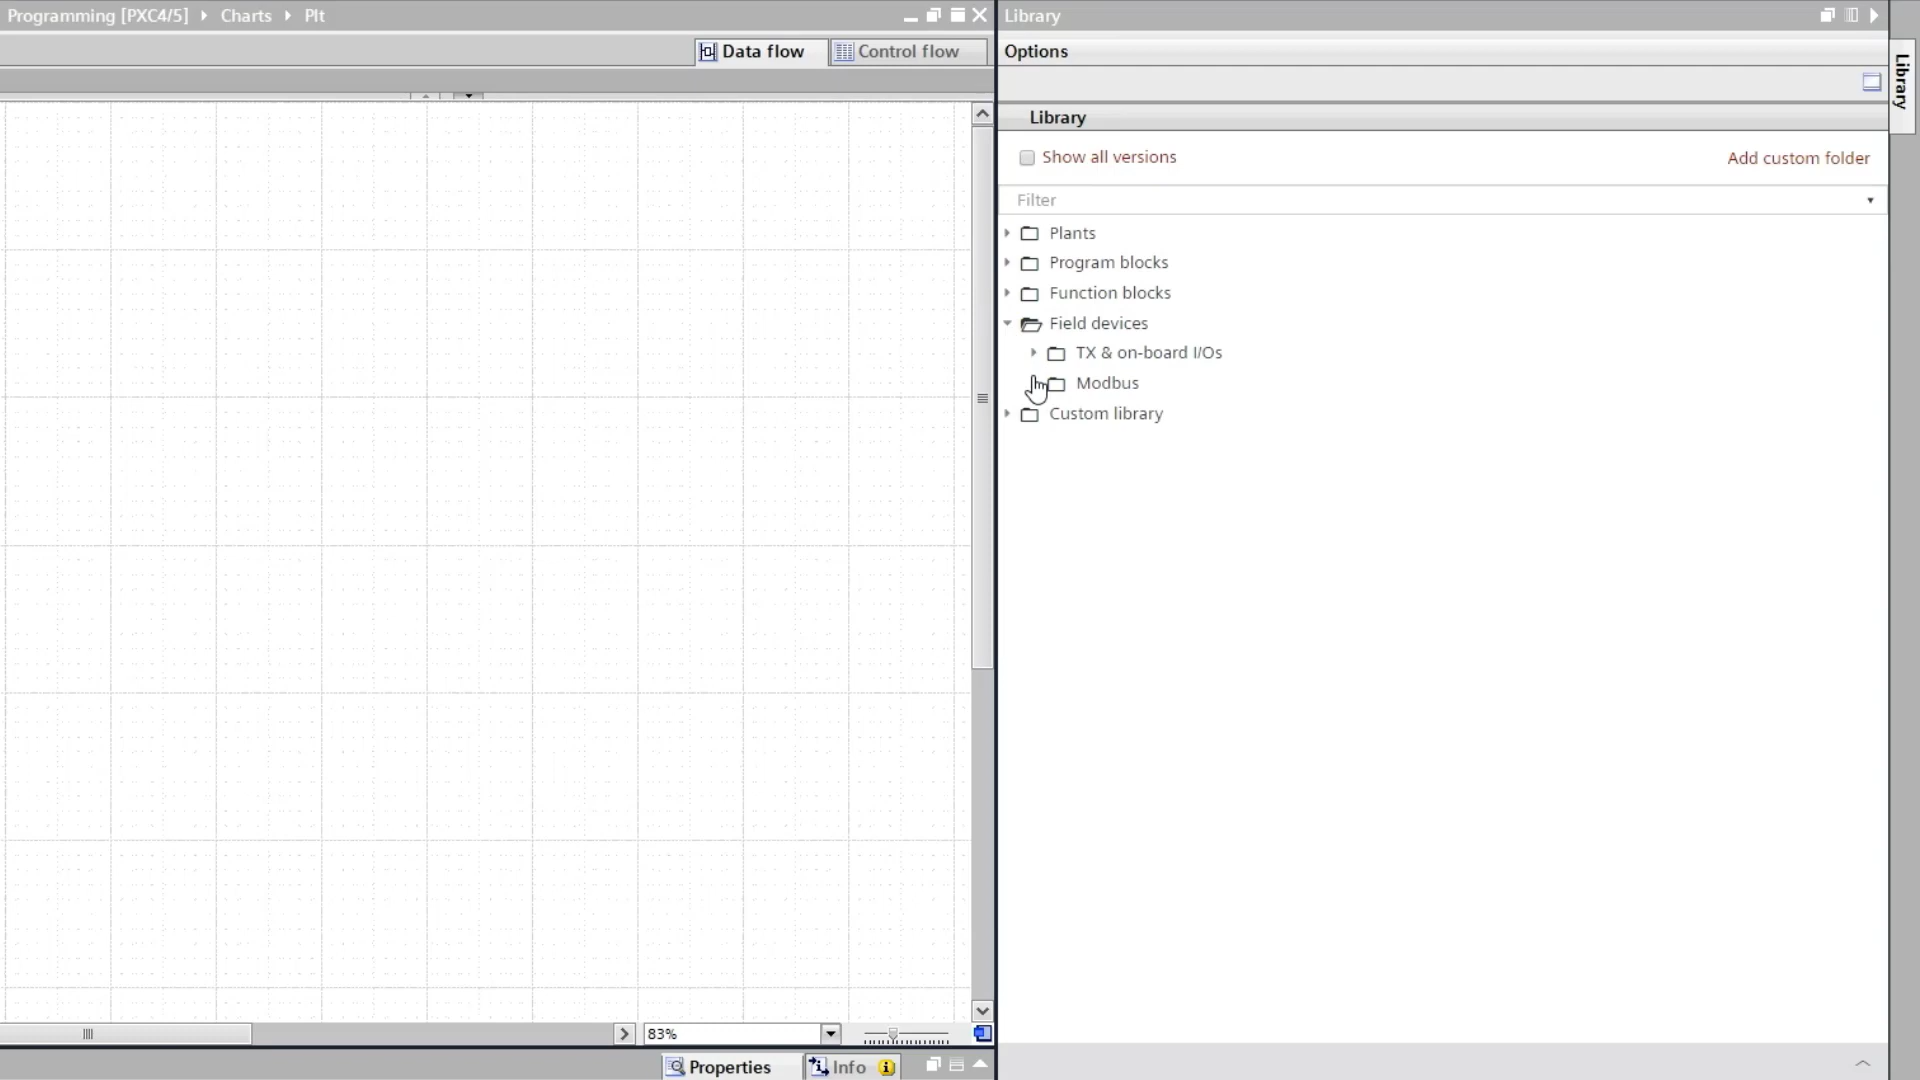 Programming [PXC4/5] Charts Plt
Library
Data flow
Control flow
Options
Library
Library
Show all versions
Add custom folder
Filter
Plants
Program blocks
Function blocks
Field devices
TX & on-board I/Os
Modbus
Custom library
83%
Properties
Info